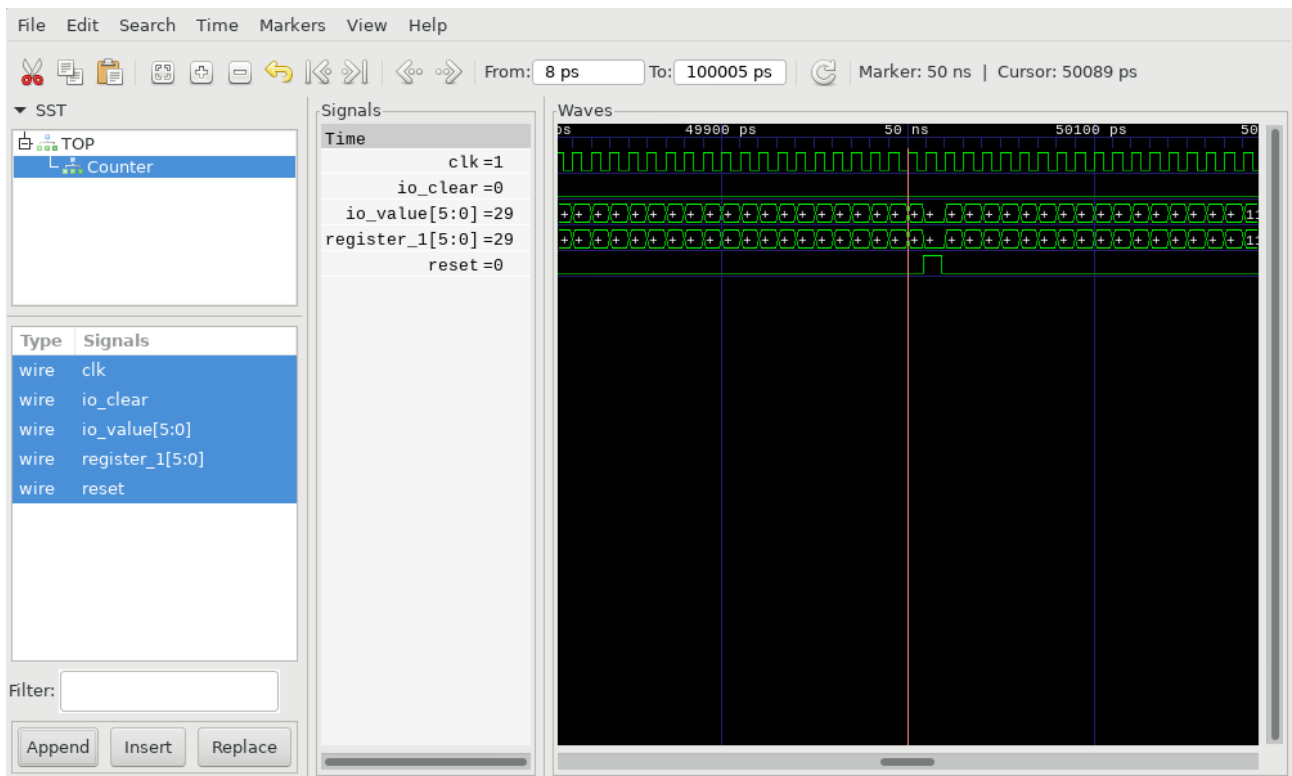 File Edit Search Time Markers View Help
From: 8 ps To: 100005 ps Marker: 50 ns | Cursor: 50089 ps
SST
TOP
Counter
Type Signals
wire clk
wire io_clear
wire io_value[5:0]
wire register_1[5:0]
wire reset
Filter:
Append Insert Replace
Signals
Time
clk =1
io_clear =0
io_value[5:0] =29
register_1[5:0] =29
reset =0
Waves
49900 ps 50 ns 50100 ps 50
+ + + + + + + + + + + + + + + + + + + + + + + + + + + + + + + + + + + +
+ + + + + + + + + + + + + + + + + + + + + + + + + + + + + + + + + + + +